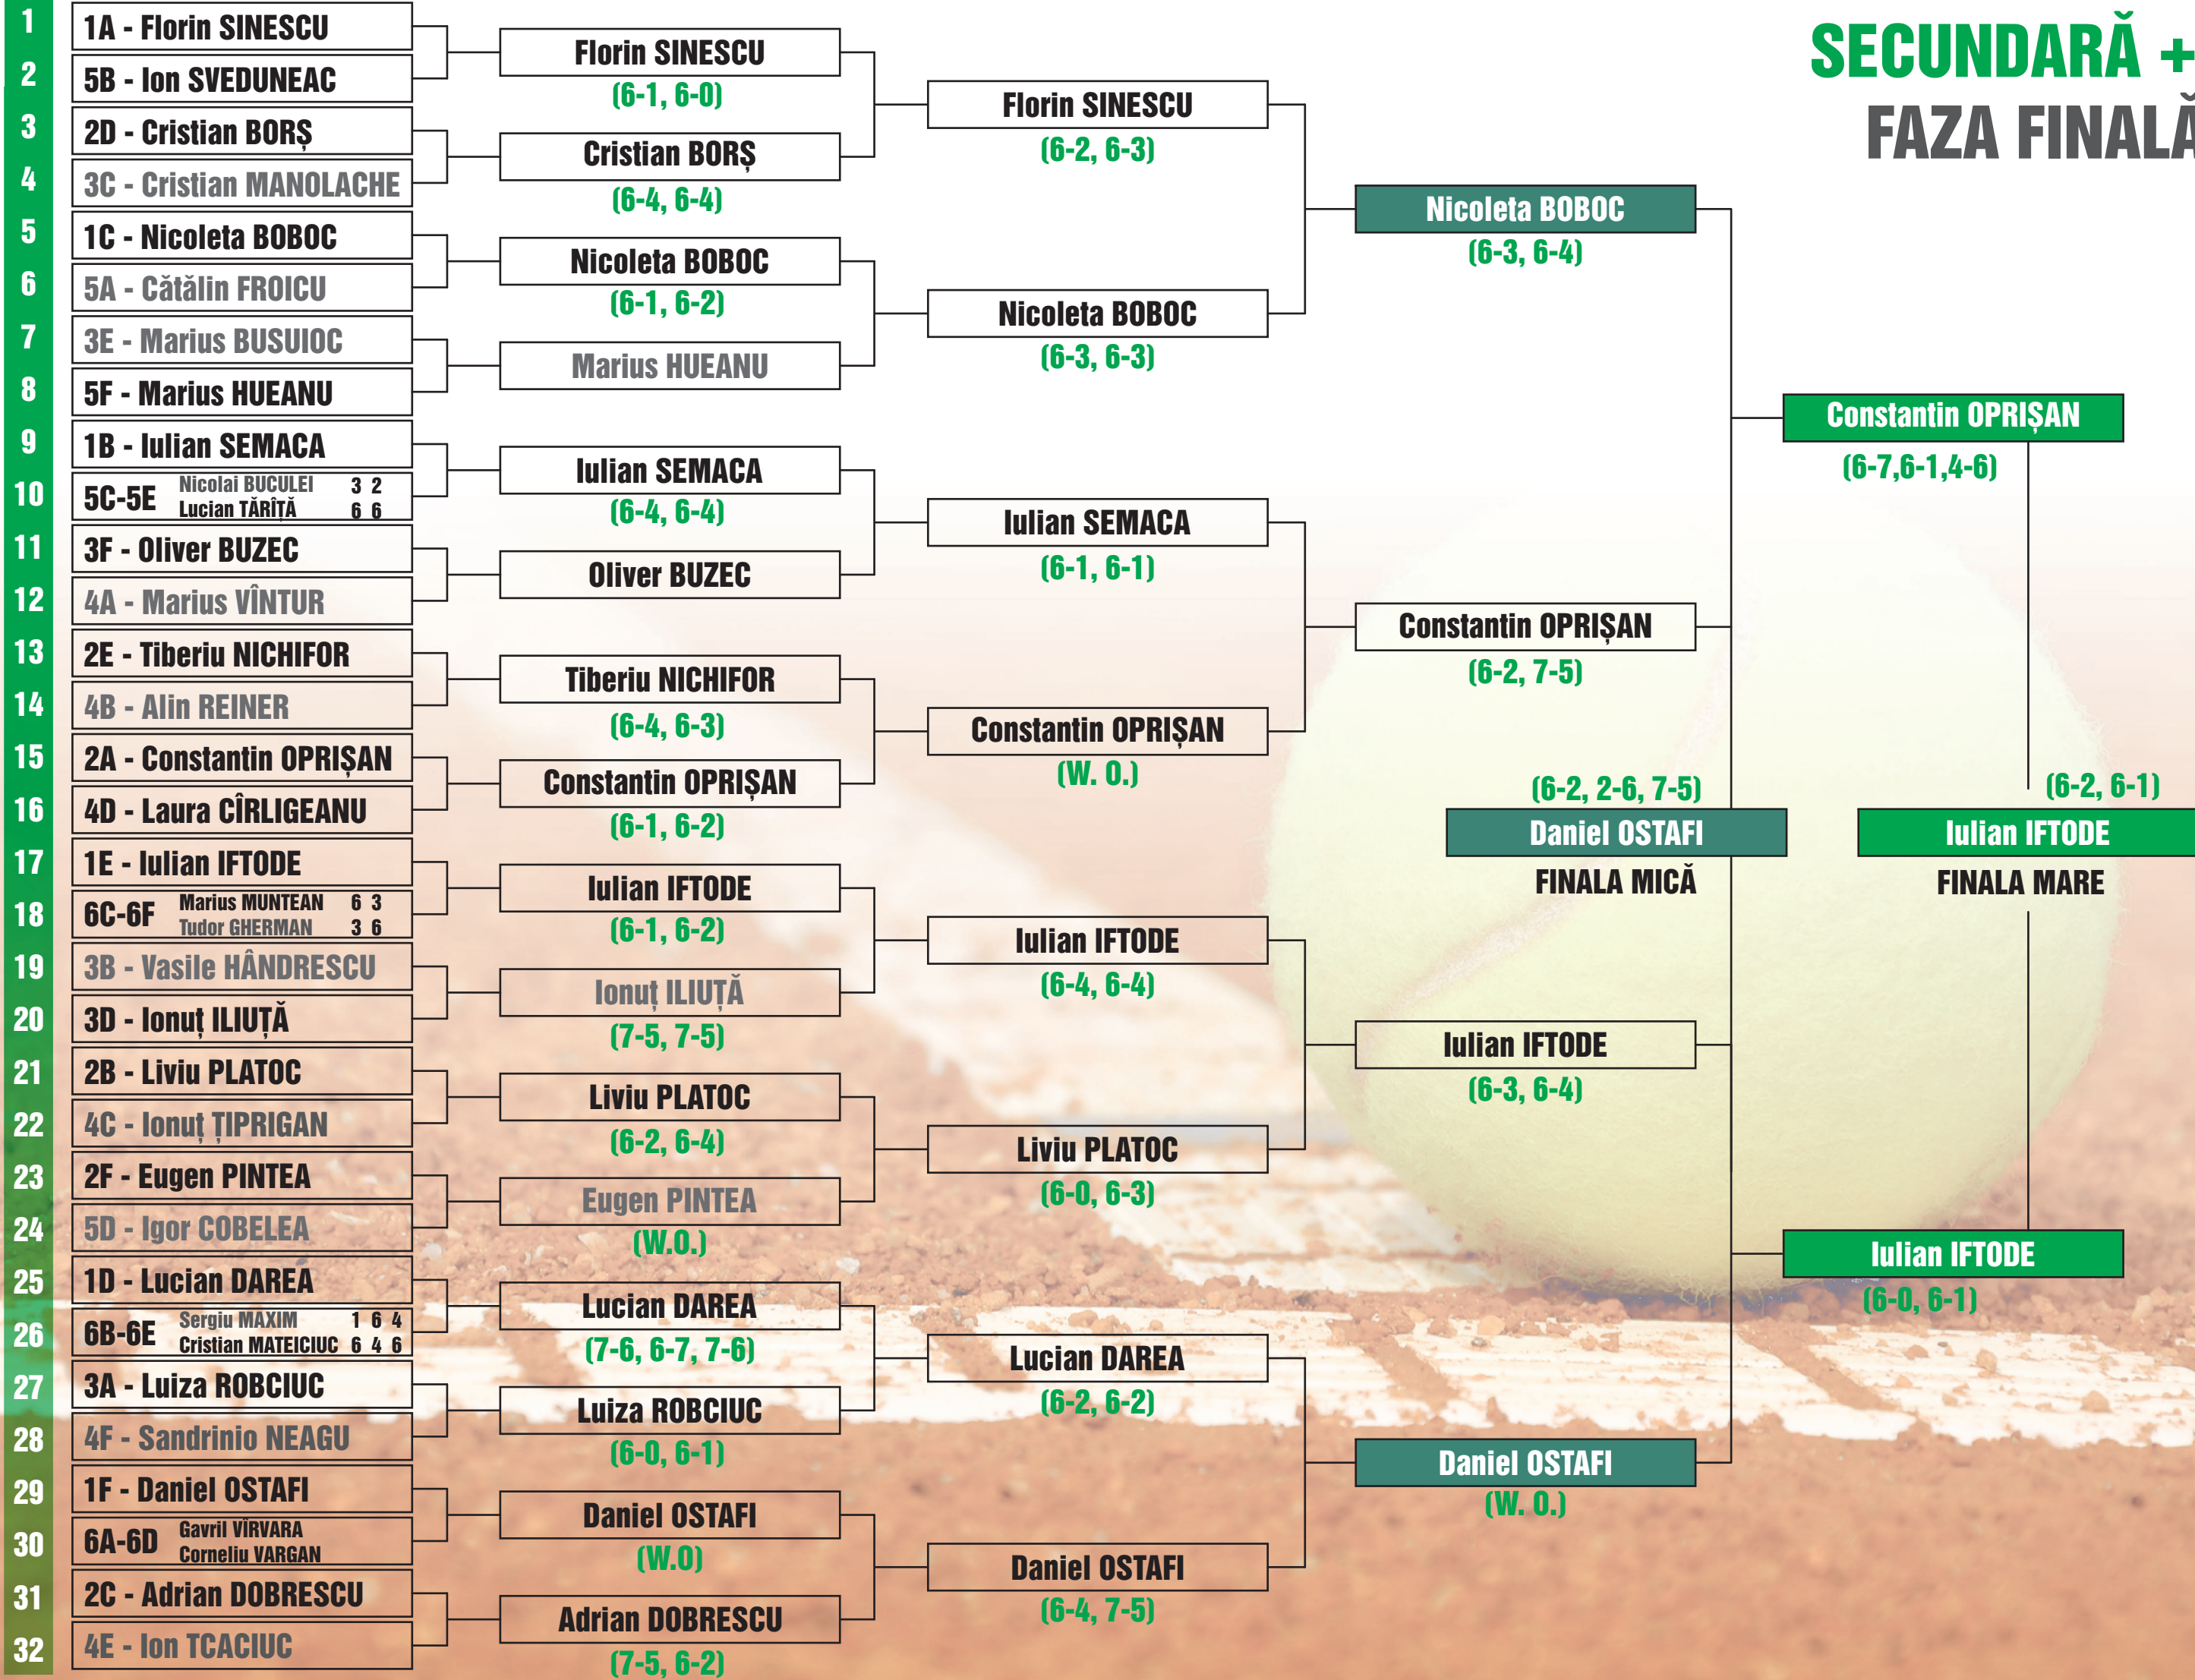 SECUNDARĂ +
FAZA FINALĂ
1
1A - Florin SINESCU
2
5B - Ion SVEDUNEAC
3
2D - Cristian BORȘ
4
3C - Cristian MANOLACHE
5
1C - Nicoleta BOBOC
6
5A - Cătălin FROICU
7
3E - Marius BUSUIOC
8
5F - Marius HUEANU
9
1B - Iulian SEMACA
10
5C-5E
Nicolai BUCULEI 3 2
Lucian TĂRÎȚĂ 6 6
11
3F - Oliver BUZEC
12
4A - Marius VÎNTUR
13
2E - Tiberiu NICHIFOR
14
4B - Alin REINER
15
2A - Constantin OPRIȘAN
16
4D - Laura CÎRLIGEANU
17
1E - Iulian IFTODE
18
6C-6F
Marius MUNTEAN 6 3
Tudor GHERMAN 3 6
19
3B - Vasile HÂNDRESCU
20
3D - Ionuț ILIUȚĂ
21
2B - Liviu PLATOC
22
4C - Ionuț ȚIPRIGAN
23
2F - Eugen PINTEA
24
5D - Igor COBELEA
25
1D - Lucian DAREA
26
6B-6E
Sergiu MAXIM 1 6 4
Cristian MATEICIUC 6 4 6
27
3A - Luiza ROBCIUC
28
4F - Sandrinio NEAGU
29
1F - Daniel OSTAFI
30
6A-6D
Gavril VÎRVARA
Corneliu VARGAN
31
2C - Adrian DOBRESCU
32
4E - Ion TCACIUC
Florin SINESCU
(6-1, 6-0)
Cristian BORȘ
(6-4, 6-4)
Nicoleta BOBOC
(6-1, 6-2)
Marius HUEANU
Iulian SEMACA
(6-4, 6-4)
Oliver BUZEC
Tiberiu NICHIFOR
(6-4, 6-3)
Constantin OPRIȘAN
(6-1, 6-2)
Iulian IFTODE
(6-1, 6-2)
Ionuț ILIUȚĂ
(7-5, 7-5)
Liviu PLATOC
(6-2, 6-4)
Eugen PINTEA
(W.O.)
Lucian DAREA
(7-6, 6-7, 7-6)
Luiza ROBCIUC
(6-0, 6-1)
Daniel OSTAFI
(W.O)
Adrian DOBRESCU
(7-5, 6-2)
Florin SINESCU
(6-2, 6-3)
Nicoleta BOBOC
(6-3, 6-3)
Iulian SEMACA
(6-1, 6-1)
Constantin OPRIȘAN
(W. O.)
Iulian IFTODE
(6-4, 6-4)
Liviu PLATOC
(6-0, 6-3)
Lucian DAREA
(6-2, 6-2)
Daniel OSTAFI
(6-4, 7-5)
Nicoleta BOBOC
(6-3, 6-4)
Constantin OPRIȘAN
(6-2, 7-5)
Iulian IFTODE
(6-3, 6-4)
Daniel OSTAFI
(W. O.)
(6-2, 2-6, 7-5)
Daniel OSTAFI
FINALA MICĂ
Constantin OPRIȘAN
(6-7,6-1,4-6)
(6-2, 6-1)
Iulian IFTODE
FINALA MARE
Iulian IFTODE
(6-0, 6-1)